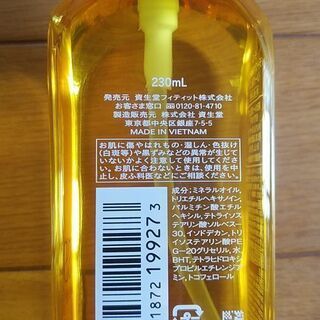 230mL
発売元 資生堂フィティット株式会社
お客さま窓口 0120-81-4710
製造販売元 株式会社 資生堂
東京都中央区銀座7-5-5
MADE IN VIETNAM
お肌に傷やはれもの・湿しん・色抜け
(白斑等)や黒ずみなどの異常が生じて
いないかよく注意して使用してください。
お肌に合わないときは、使用を中止
し、皮ふ科医などにご相談ください。
成分:ミネラルオイル、
トリエチルヘキサノイン、
パルミチン酸エチル
ヘキシル、テトライソス
テアリン酸ソルベス-
30、イソドデカン、トリ
イソステアリン酸PE
G-20グリセリル、水、
BHT、テトラヒドロキシ
プロピルエチレンジア
ミン、トコフェロール
1872 199273